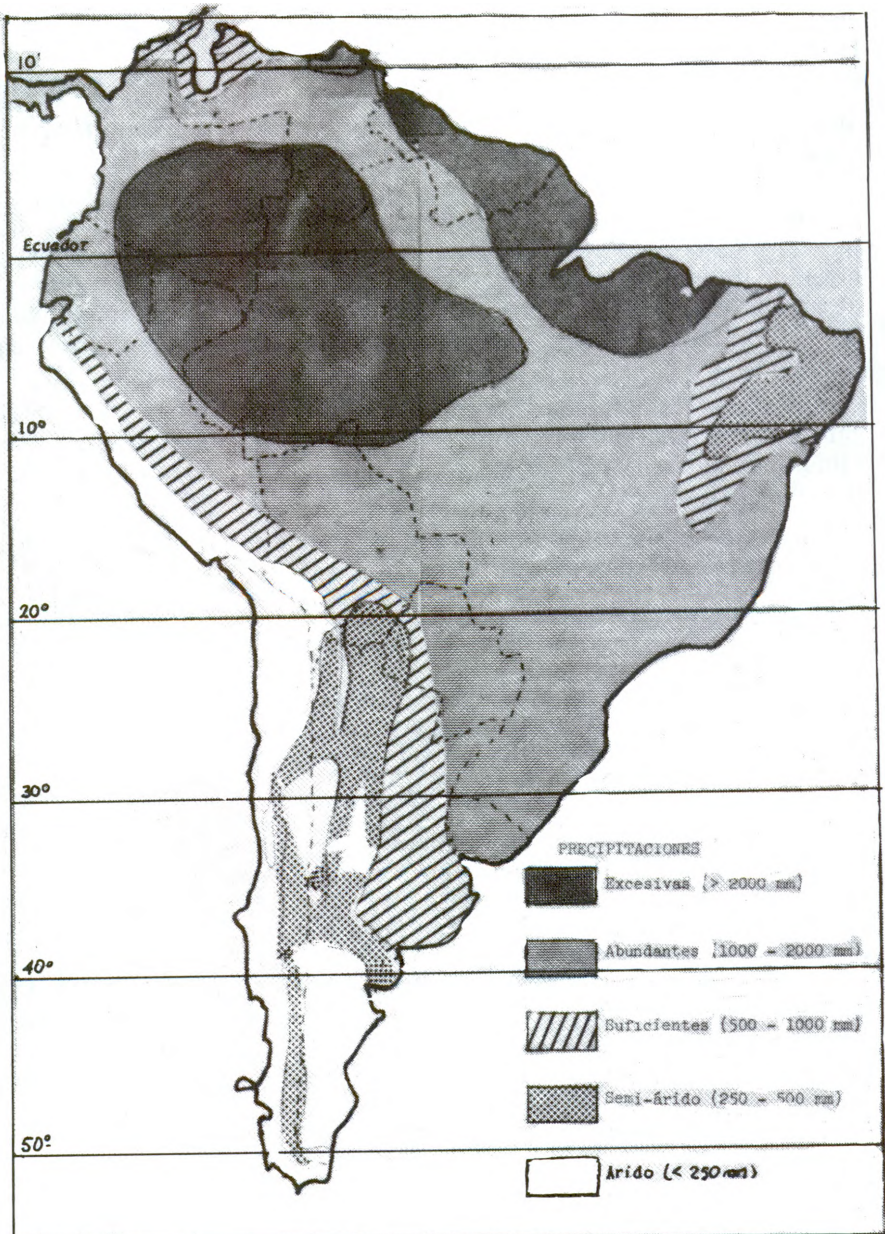 10'
Ecuador
10°
20°
30°
PRECIPITACIONES
Excesivas (> 2000 mm)
Abundantes (1000 - 2000 mm)
40°
Suficientes (500 - 1000 mm)
Semi-árido (250 - 500 mm)
50°
Arido (< 250 mm)